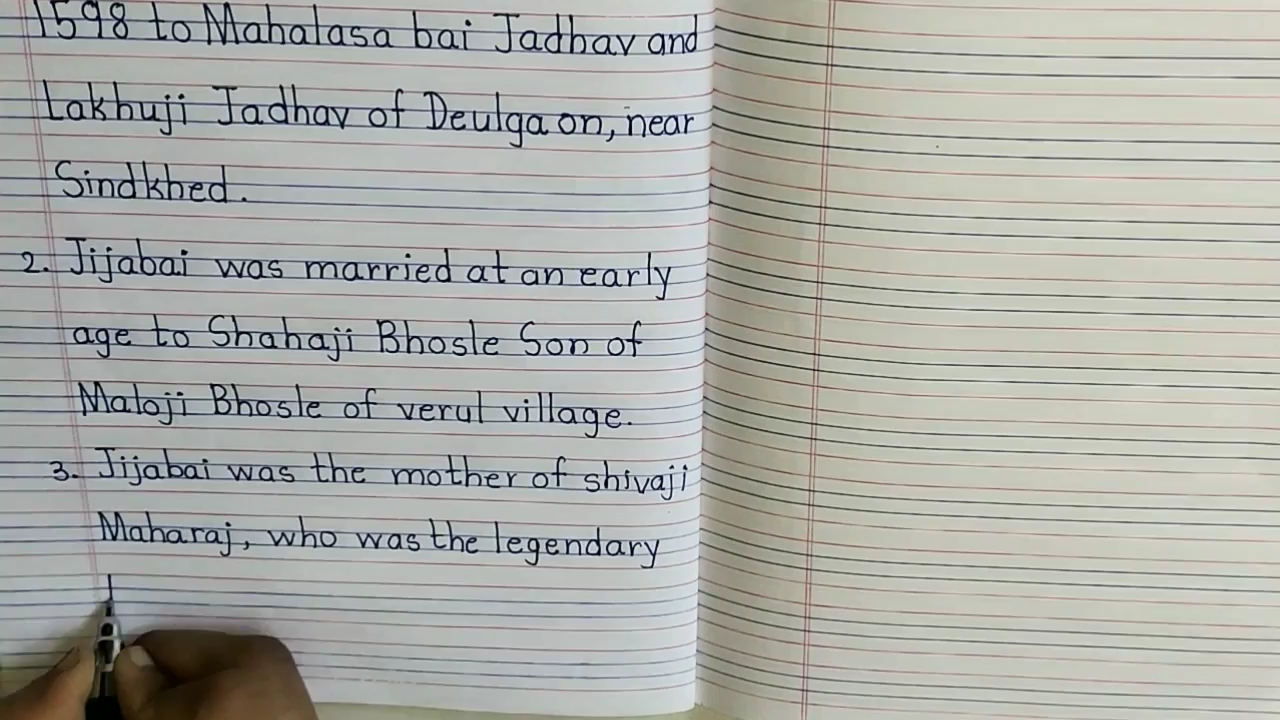 1598 to Mahalasa bai Jadhav and
Lakhuji Jadhav of Deulgaon, near
Sindkhed.
2. Jijabai was married at an early
age to Shahaji Bhosle Son of
Maloji Bhosle of verul village.
3. Jijabai was the mother of shivaji
Maharaj, who was the legendary